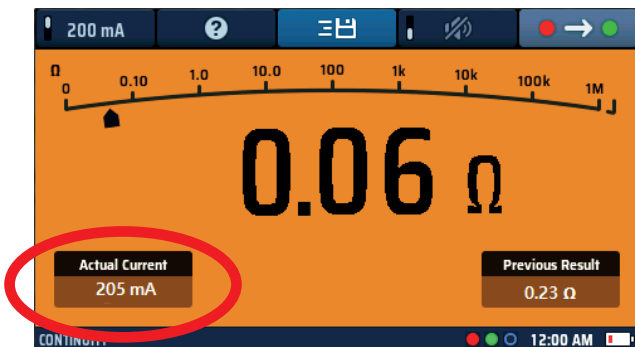 200 mA
Ω
0 0.10 1.0 10.0 100 1k 10k 100k 1M
0.06 Ω
Actual Current
205 mA
Previous Result
0.23 Ω
CONTINUITY 12:00 AM